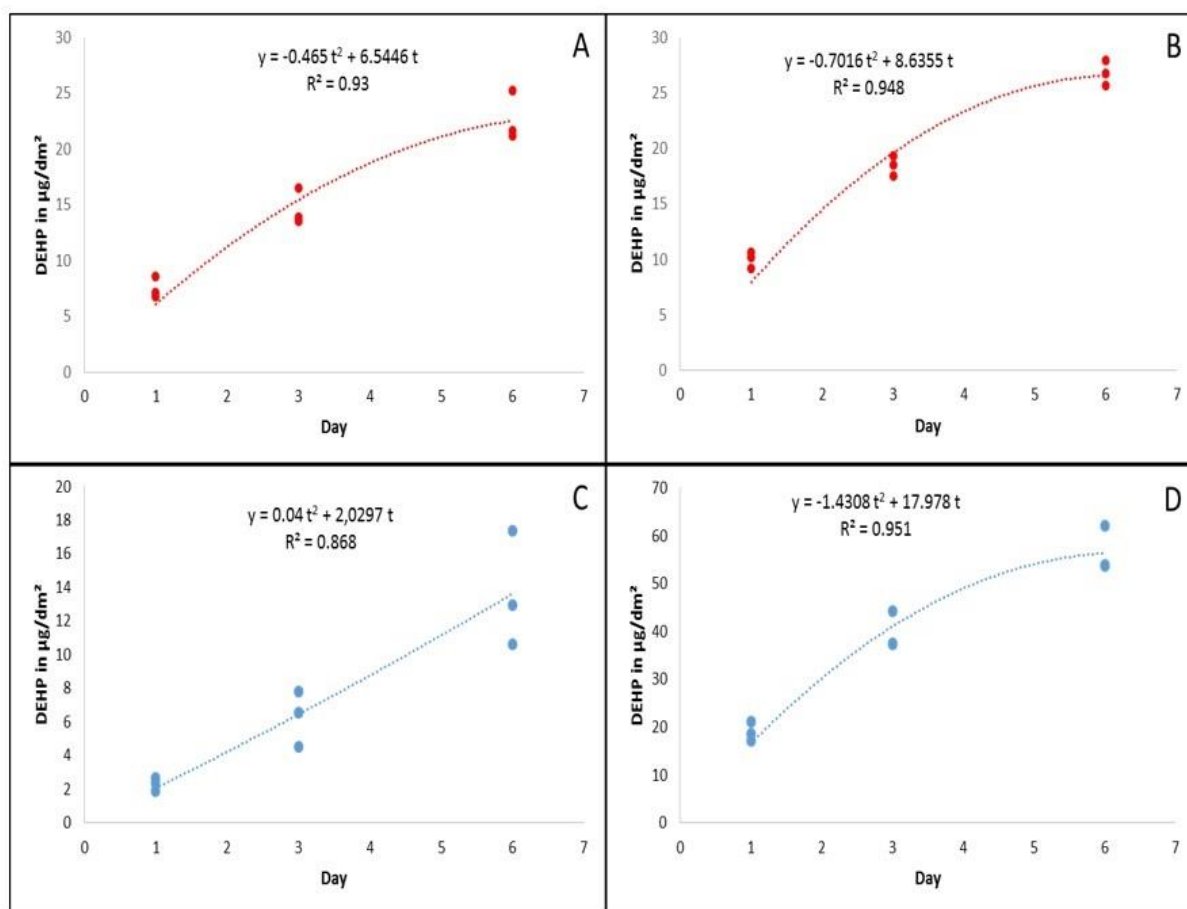 A
y = -0.465 t² + 6.5446 t
R² = 0.93
DEHP in µg/dm²
30
25
20
15
10
5
0
0 1 2 3 4 5 6 7
Day
B
y = -0.7016 t² + 8.6355 t
R² = 0.948
DEHP in µg/dm²
30
25
20
15
10
5
0
0 1 2 3 4 5 6 7
Day
C
y = 0.04 t² + 2,0297 t
R² = 0.868
DEHP in µg/dm²
20
18
16
14
12
10
8
6
4
2
0
0 1 2 3 4 5 6 7
Day
D
y = -1.4308 t² + 17.978 t
R² = 0.951
DEHP in µg/dm²
70
60
50
40
30
20
10
0
0 1 2 3 4 5 6 7
Day